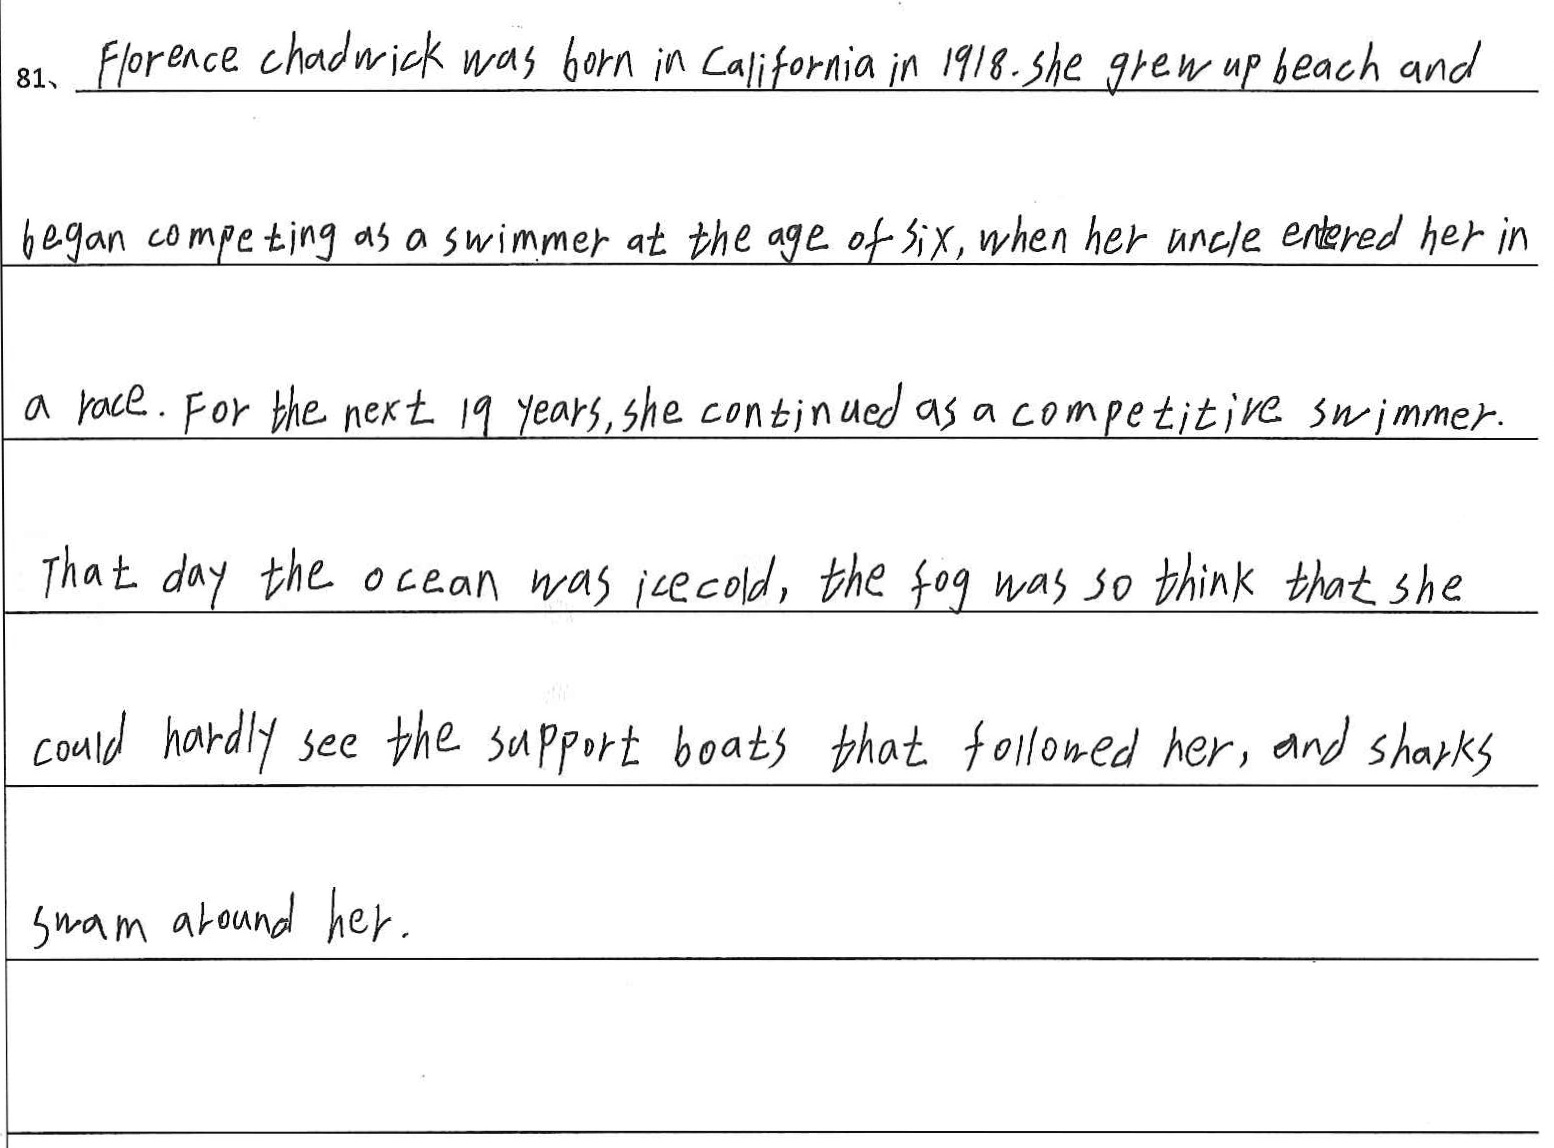 81、 Florence chadwick was born in California in 1918. she grew up beach and
began competing as a swimmer at the age of six, when her uncle entered her in
a race. For the next 19 years, she continued as a competitive swimmer.
That day the ocean was icecold, the fog was so think that she
could hardly see the support boats that followed her, and sharks
swam around her.